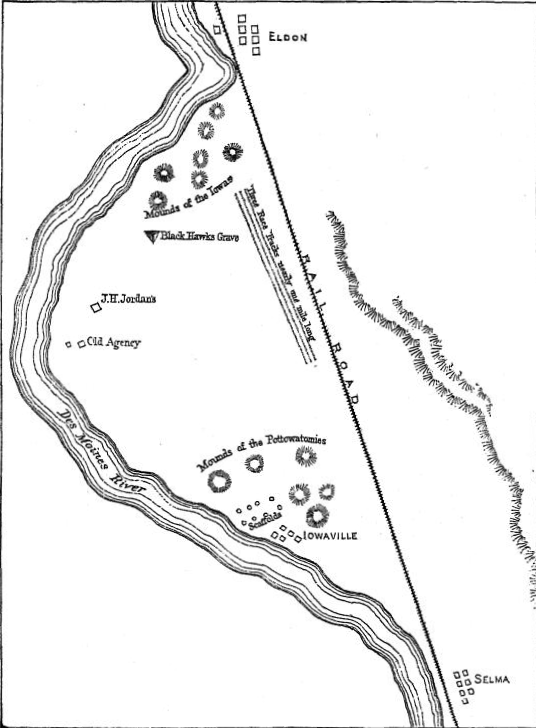 ELDON
Mounds of the Iowas
Black Hawks Grave
Three Race Tracks nearly one mile long
RAIL ROAD
J.H. Jordan's
Old Agency
Des Moines River
Mounds of the Pottowatomies
Scaffolds
IOWAVILLE
SELMA